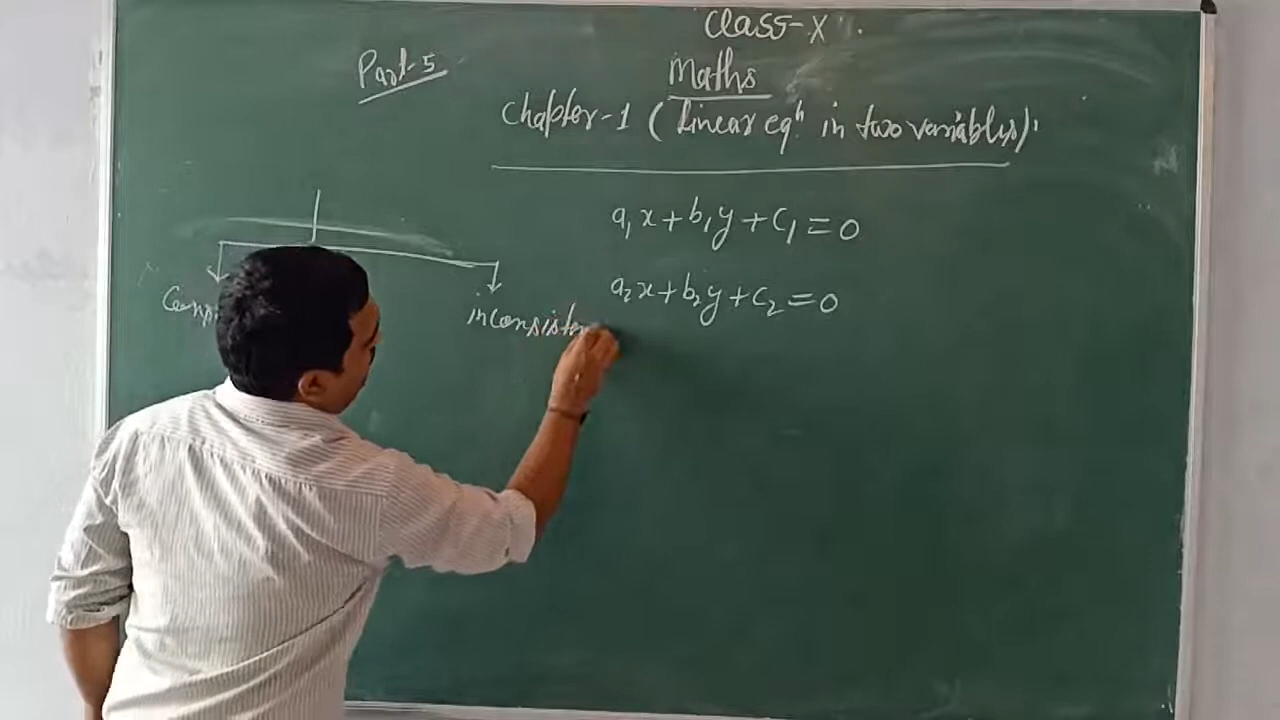 Class-X
Part-5
Maths
Chapter-1 (Linear eqn in two variables)
a₁x+b₁y+c₁=0
a₂x+b₂y+c₂=0